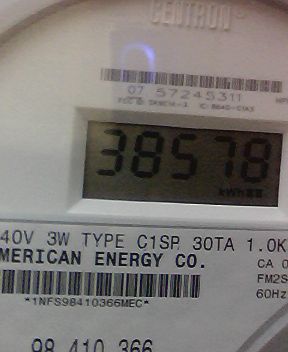 CENTRON
07 57245311
38578
kWh
40V 3W TYPE C1SR 30TA 1.0K
MERICAN ENERGY CO. CA 0
FM2S
*1NFS98410366MEC* 60Hz
98 410 366